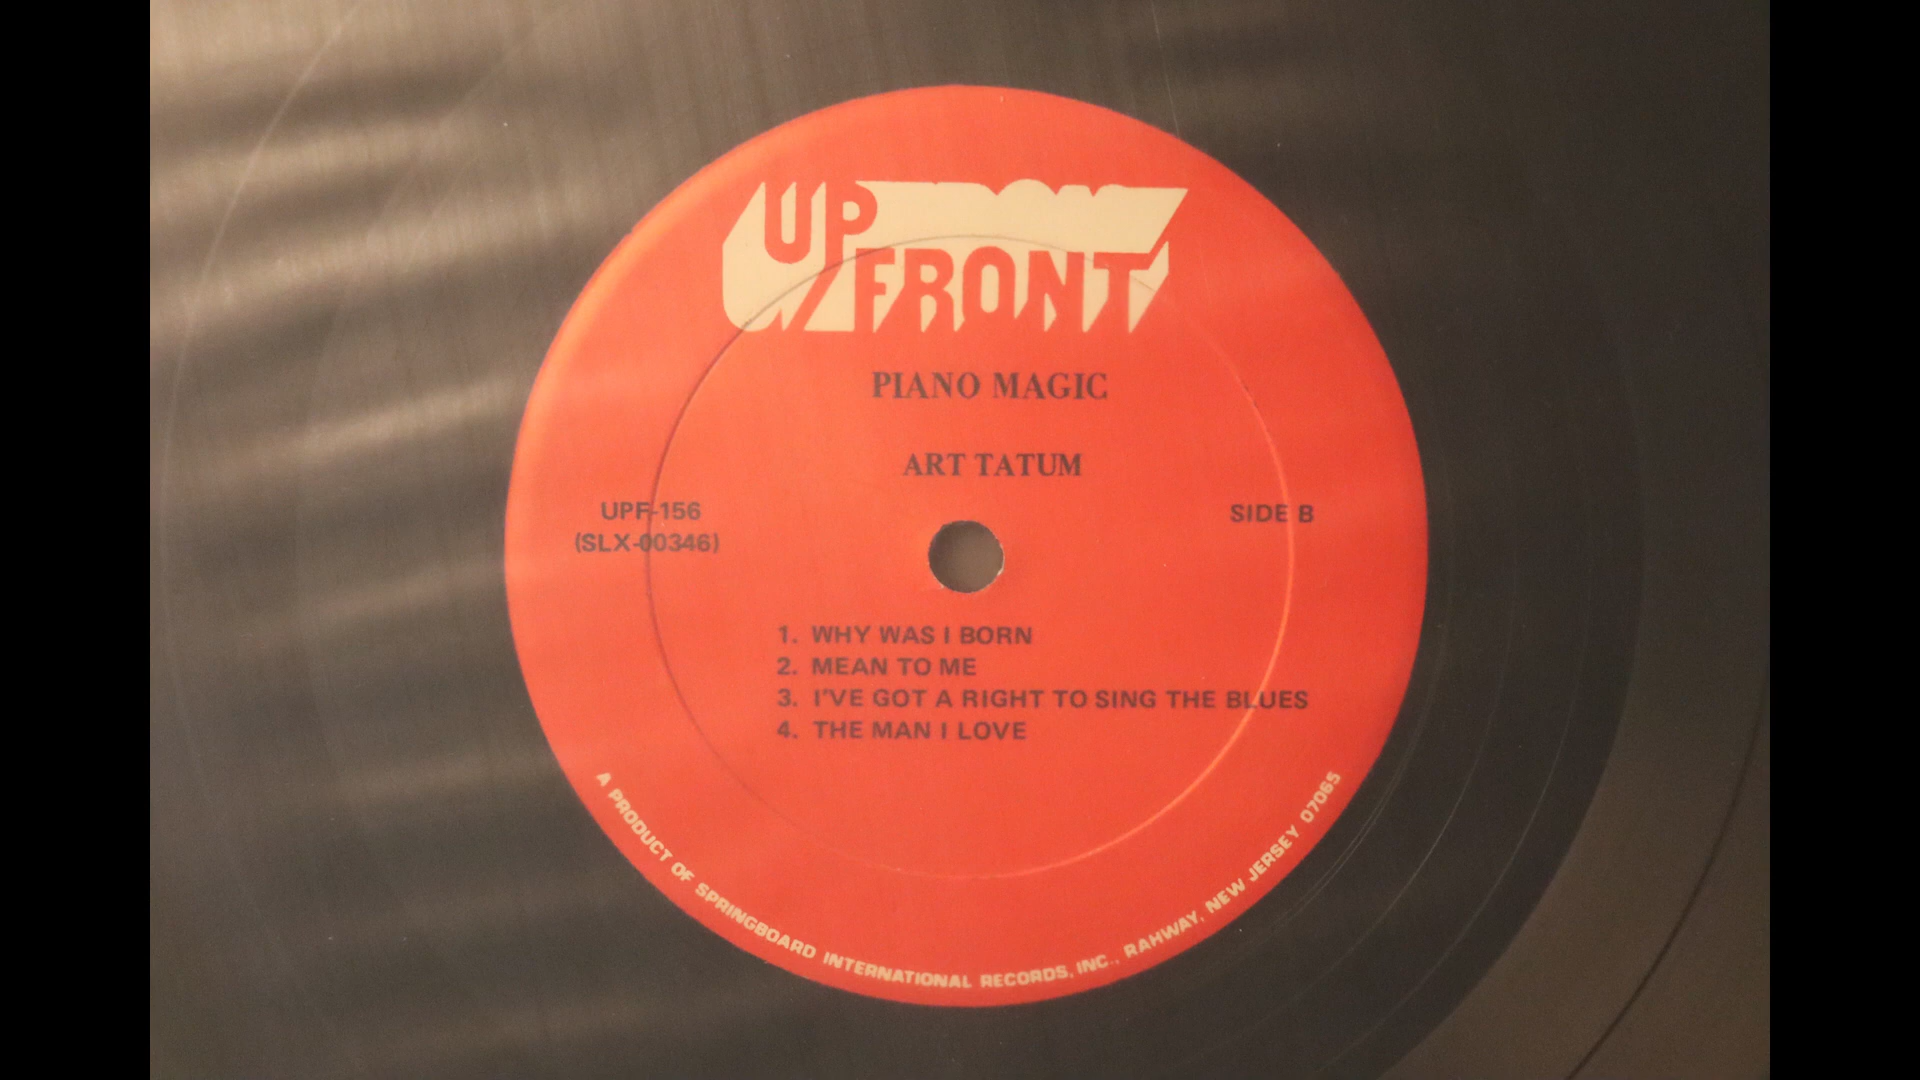 UP
FRONT
PIANO MAGIC
ART TATUM
UPF-156
(SLX-00346)
SIDE B
1. WHY WAS I BORN
2. MEAN TO ME
3. I'VE GOT A RIGHT TO SING THE BLUES
4. THE MAN I LOVE
A PRODUCT OF SPRINGBOARD INTERNATIONAL RECORDS, INC., RAHWAY, NEW JERSEY 07065